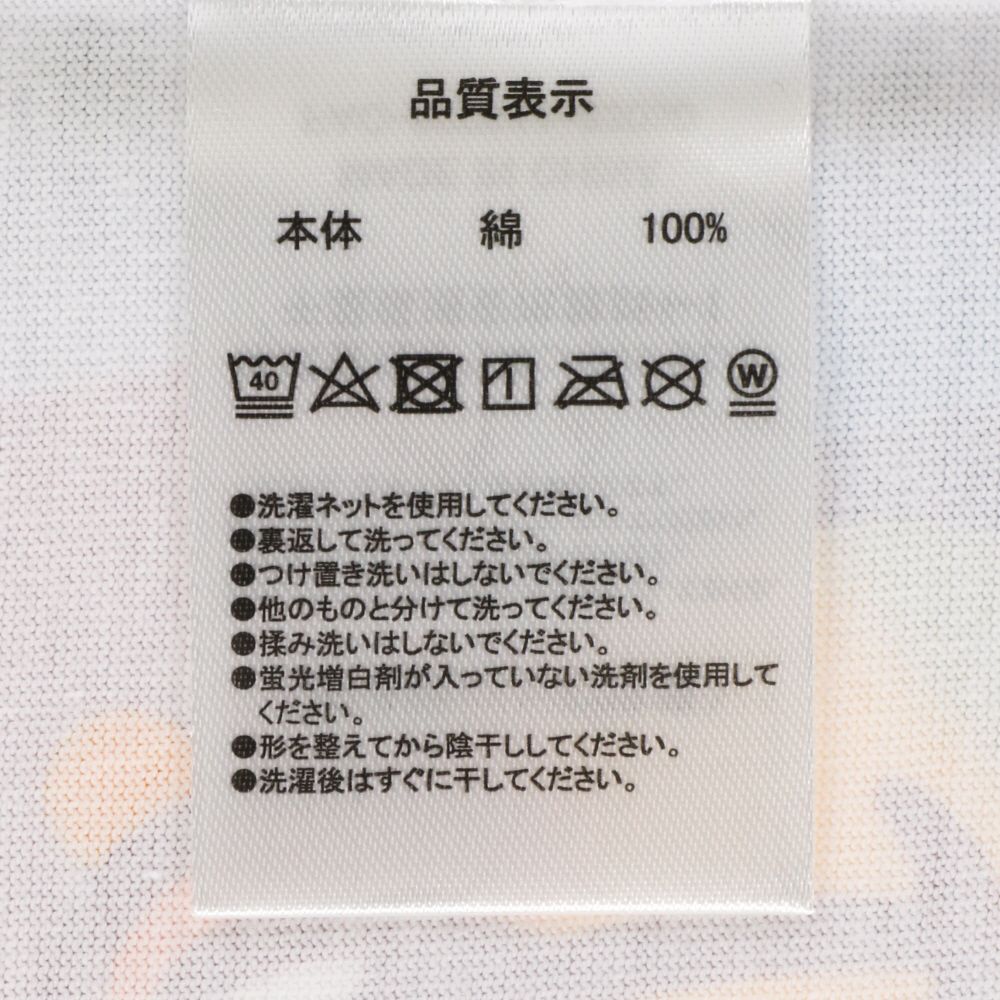 品質表示
本体 綿 100%
40 W
●洗濯ネットを使用してください。
●裏返して洗ってください。
●つけ置き洗いはしないでください。
●他のものと分けて洗ってください。
●揉み洗いはしないでください。
●蛍光増白剤が入っていない洗剤を使用して
ください。
●形を整えてから陰干ししてください。
●洗濯後はすぐに干してください。